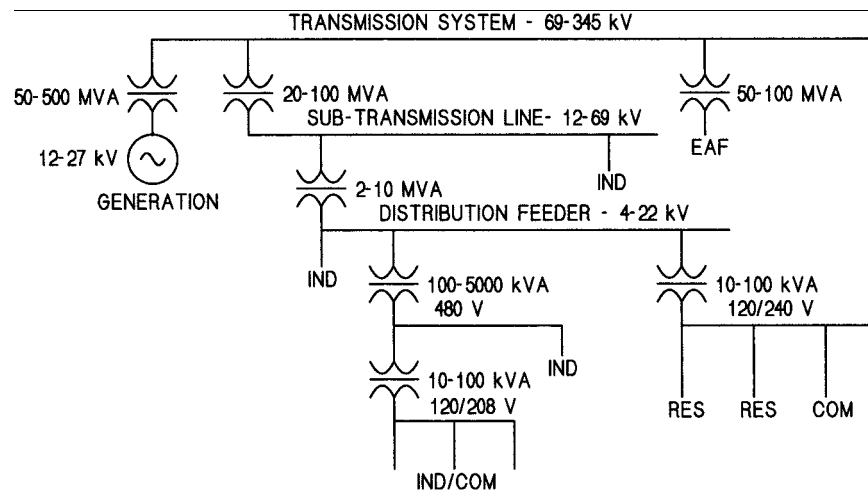 TRANSMISSION SYSTEM - 69-345 kV
50-500 MVA
20-100 MVA
50-100 MVA
SUB-TRANSMISSION LINE- 12-69 kV
12-27 kV
GENERATION
EAF
IND
2-10 MVA
DISTRIBUTION FEEDER - 4-22 kV
IND
100-5000 kVA
480 V
10-100 kVA
120/240 V
IND
10-100 kVA
120/208 V
RES
RES
COM
IND/COM